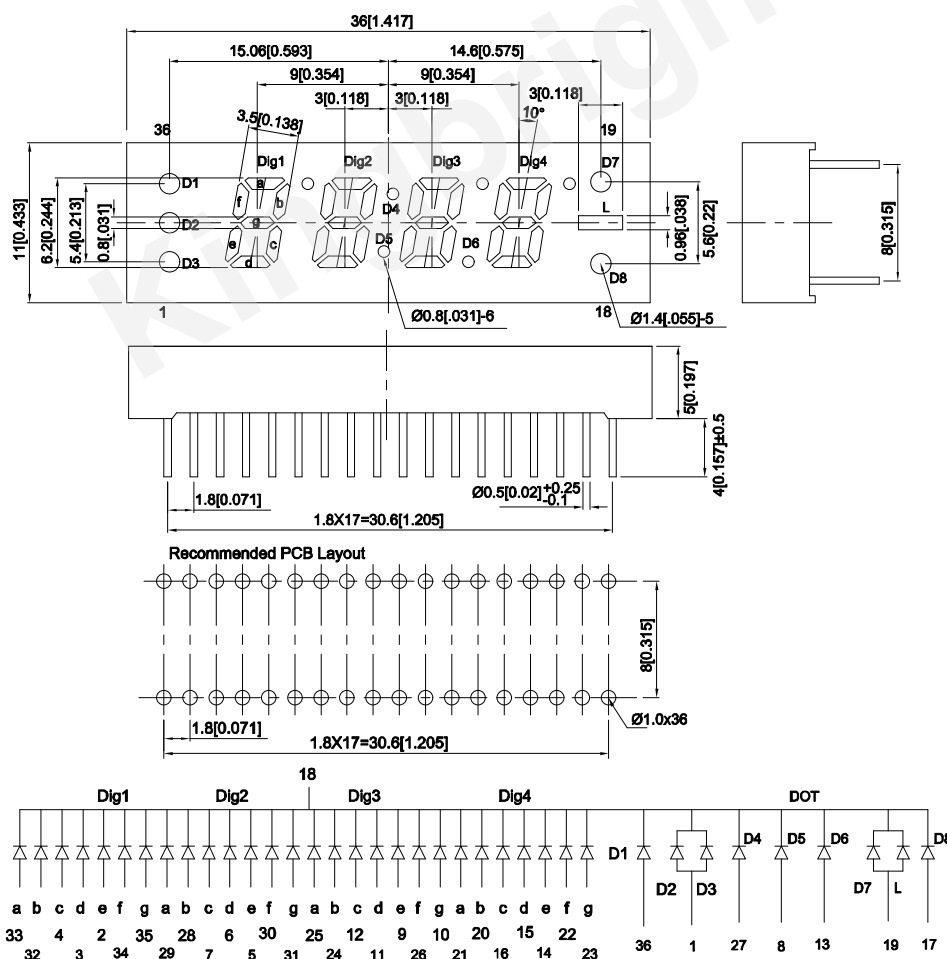 Kingbright
36[1.417]
15.06[0.593]
14.6[0.575]
9[0.354]
9[0.354]
3[0.118]
3[0.118]
3[0.118]
3.5[0.138]
10°
36
19
Dig1
Dig2
Dig3
Dig4
D7
D1
a
f
b
D4
L
D2
g
D5
D6
e
c
D3
d
D8
11[0.433]
6.2[0.244]
5.4[0.213]
0.8[.031]
0.96[.038]
5.6[0.22]
8[0.315]
1
Ø0.8[.031]-6
18
Ø1.4[.055]-5
5[0.197]
4[0.157]±0.5
1.8[0.071]
Ø0.5[0.02]+0.25
-0.1
1.8X17=30.6[1.205]
Recommended PCB Layout
8[0.315]
1.8[0.071]
Ø1.0x36
1.8X17=30.6[1.205]
18
Dig1 Dig2 Dig3 Dig4 DOT
D1 D4 D5 D6 D8
D2 D3 D7 L
a b c d e f g a b c d e f g a b c d e f g a b c d e f g
33 4 2 35 28 6 30 25 12 9 10 20 15 22
32 3 34 29 7 5 31 24 11 26 21 16 14 23
36 1 27 8 13 19 17